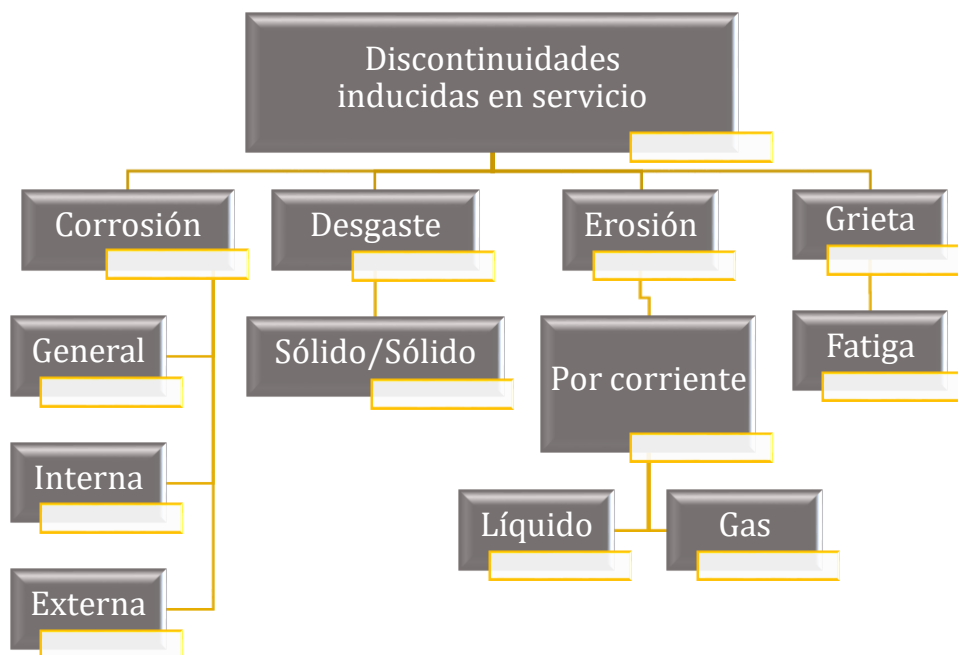 Discontinuidades
inducidas en servicio
Corrosión
Desgaste
Erosión
Grieta
General
Interna
Externa
Sólido/Sólido
Por corriente
Líquido
Gas
Fatiga